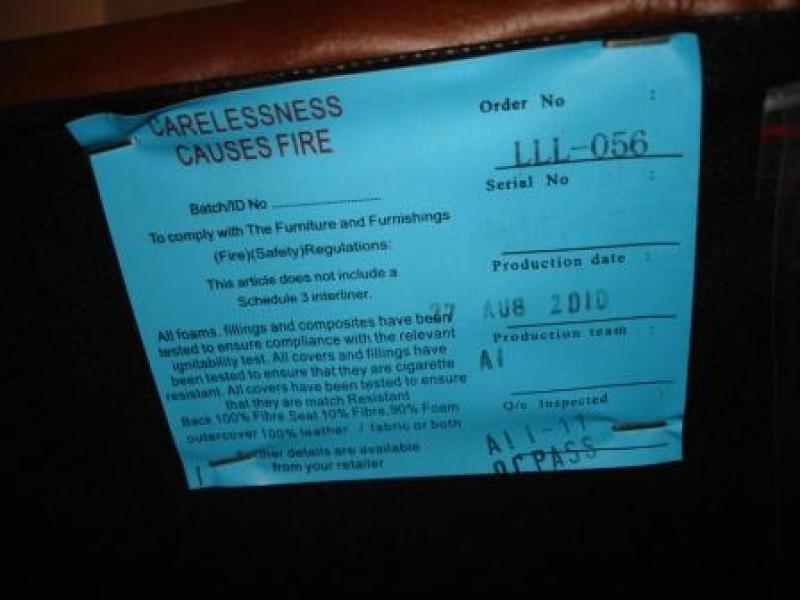 CARELESSNESS
CAUSES FIRE
Batch/ID No ...............................
To comply with The Furniture and Furnishings
(Fire)(Safety)Regulations:
This article does not include a
Schedule 3 interliner.
All foams, fillings and composites have been
tested to ensure compliance with the relevant
ignitability test. All covers and fillings have
been tested to ensure that they are cigarette
resistant. All covers have been tested to ensure
that they are match Resistant
Back 100% Fibre Seat 10% Fibre,90% Foam
outercover 100% leather / fabric or both
Further details are available
from your retailer
Order No :
LLL-056
Serial No :
Production date :
27 AUG 2010
Production team :
A1
Q/c Inspected
A11-11
QC PASS